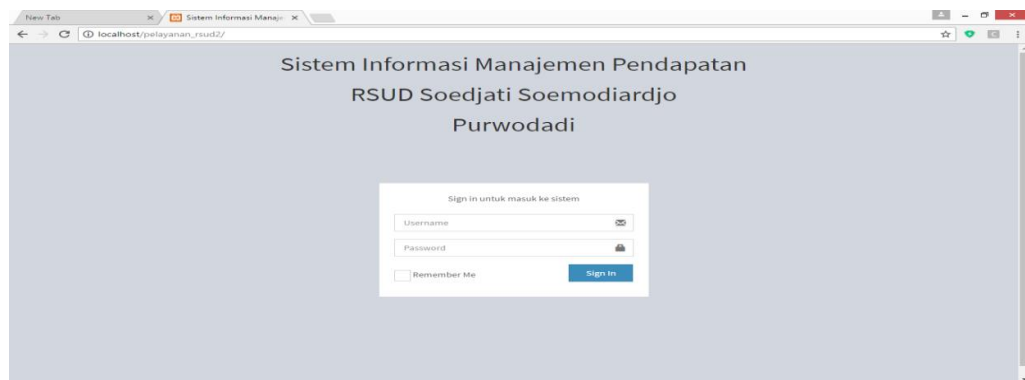 New Tab
Sistem Informasi Manaje
localhost/pelayanan_rsud2/
Sistem Informasi Manajemen Pendapatan
RSUD Soedjati Soemodiardjo
Purwodadi
Sign in untuk masuk ke sistem
Username
Password
Remember Me
Sign In